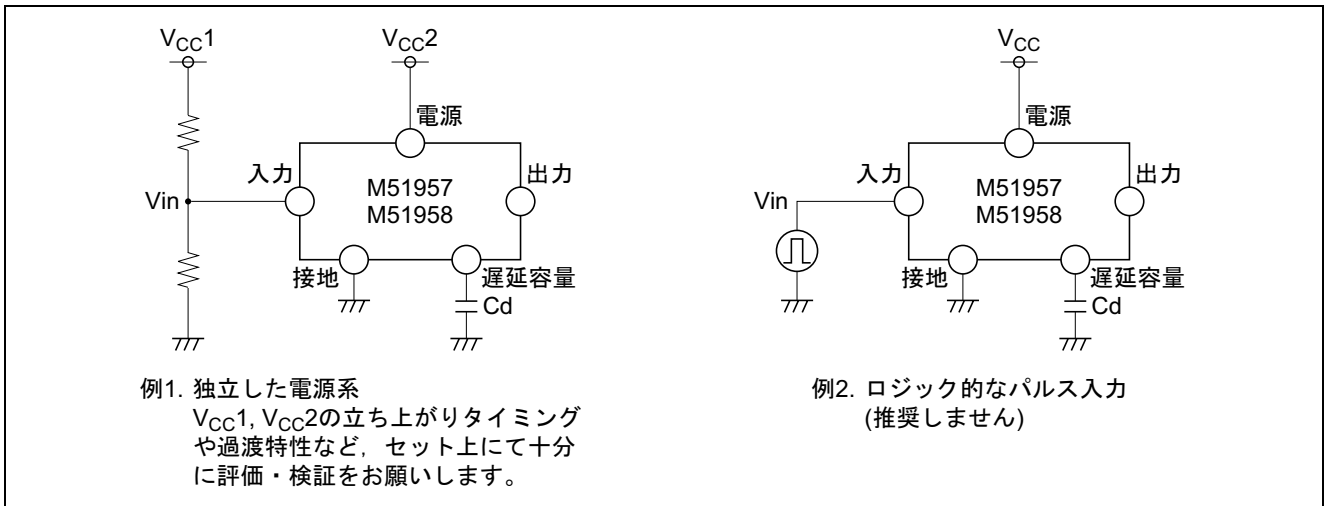 VCC1
VCC2
電源
入力
出力
M51957
M51958
Vin
接地
遅延容量
Cd
例1. 独立した電源系
VCC1, VCC2の立ち上がりタイミング
や過渡特性など，セット上にて十分
に評価・検証をお願いします。
VCC
電源
入力
出力
M51957
M51958
Vin
接地
遅延容量
Cd
例2. ロジック的なパルス入力
(推奨しません)